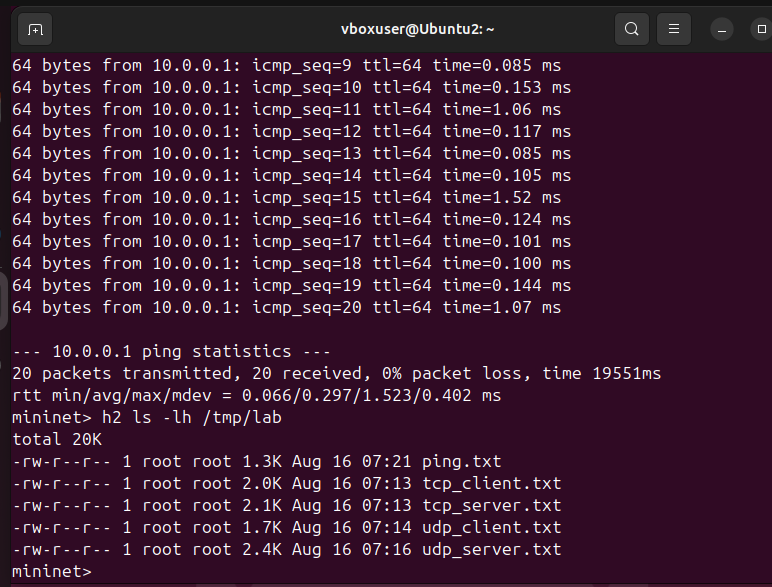 vboxuser@Ubuntu2: ~
64 bytes from 10.0.0.1: icmp_seq=9 ttl=64 time=0.085 ms
64 bytes from 10.0.0.1: icmp_seq=10 ttl=64 time=0.153 ms
64 bytes from 10.0.0.1: icmp_seq=11 ttl=64 time=1.06 ms
64 bytes from 10.0.0.1: icmp_seq=12 ttl=64 time=0.117 ms
64 bytes from 10.0.0.1: icmp_seq=13 ttl=64 time=0.085 ms
64 bytes from 10.0.0.1: icmp_seq=14 ttl=64 time=0.105 ms
64 bytes from 10.0.0.1: icmp_seq=15 ttl=64 time=1.52 ms
64 bytes from 10.0.0.1: icmp_seq=16 ttl=64 time=0.124 ms
64 bytes from 10.0.0.1: icmp_seq=17 ttl=64 time=0.101 ms
64 bytes from 10.0.0.1: icmp_seq=18 ttl=64 time=0.100 ms
64 bytes from 10.0.0.1: icmp_seq=19 ttl=64 time=0.144 ms
64 bytes from 10.0.0.1: icmp_seq=20 ttl=64 time=1.07 ms
--- 10.0.0.1 ping statistics ---
20 packets transmitted, 20 received, 0% packet loss, time 19551ms
rtt min/avg/max/mdev = 0.066/0.297/1.523/0.402 ms
mininet> h2 ls -lh /tmp/lab
total 20K
-rw-r--r-- 1 root root 1.3K Aug 16 07:21 ping.txt
-rw-r--r-- 1 root root 2.0K Aug 16 07:13 tcp_client.txt
-rw-r--r-- 1 root root 2.1K Aug 16 07:13 tcp_server.txt
-rw-r--r-- 1 root root 1.7K Aug 16 07:14 udp_client.txt
-rw-r--r-- 1 root root 2.4K Aug 16 07:16 udp_server.txt
mininet>